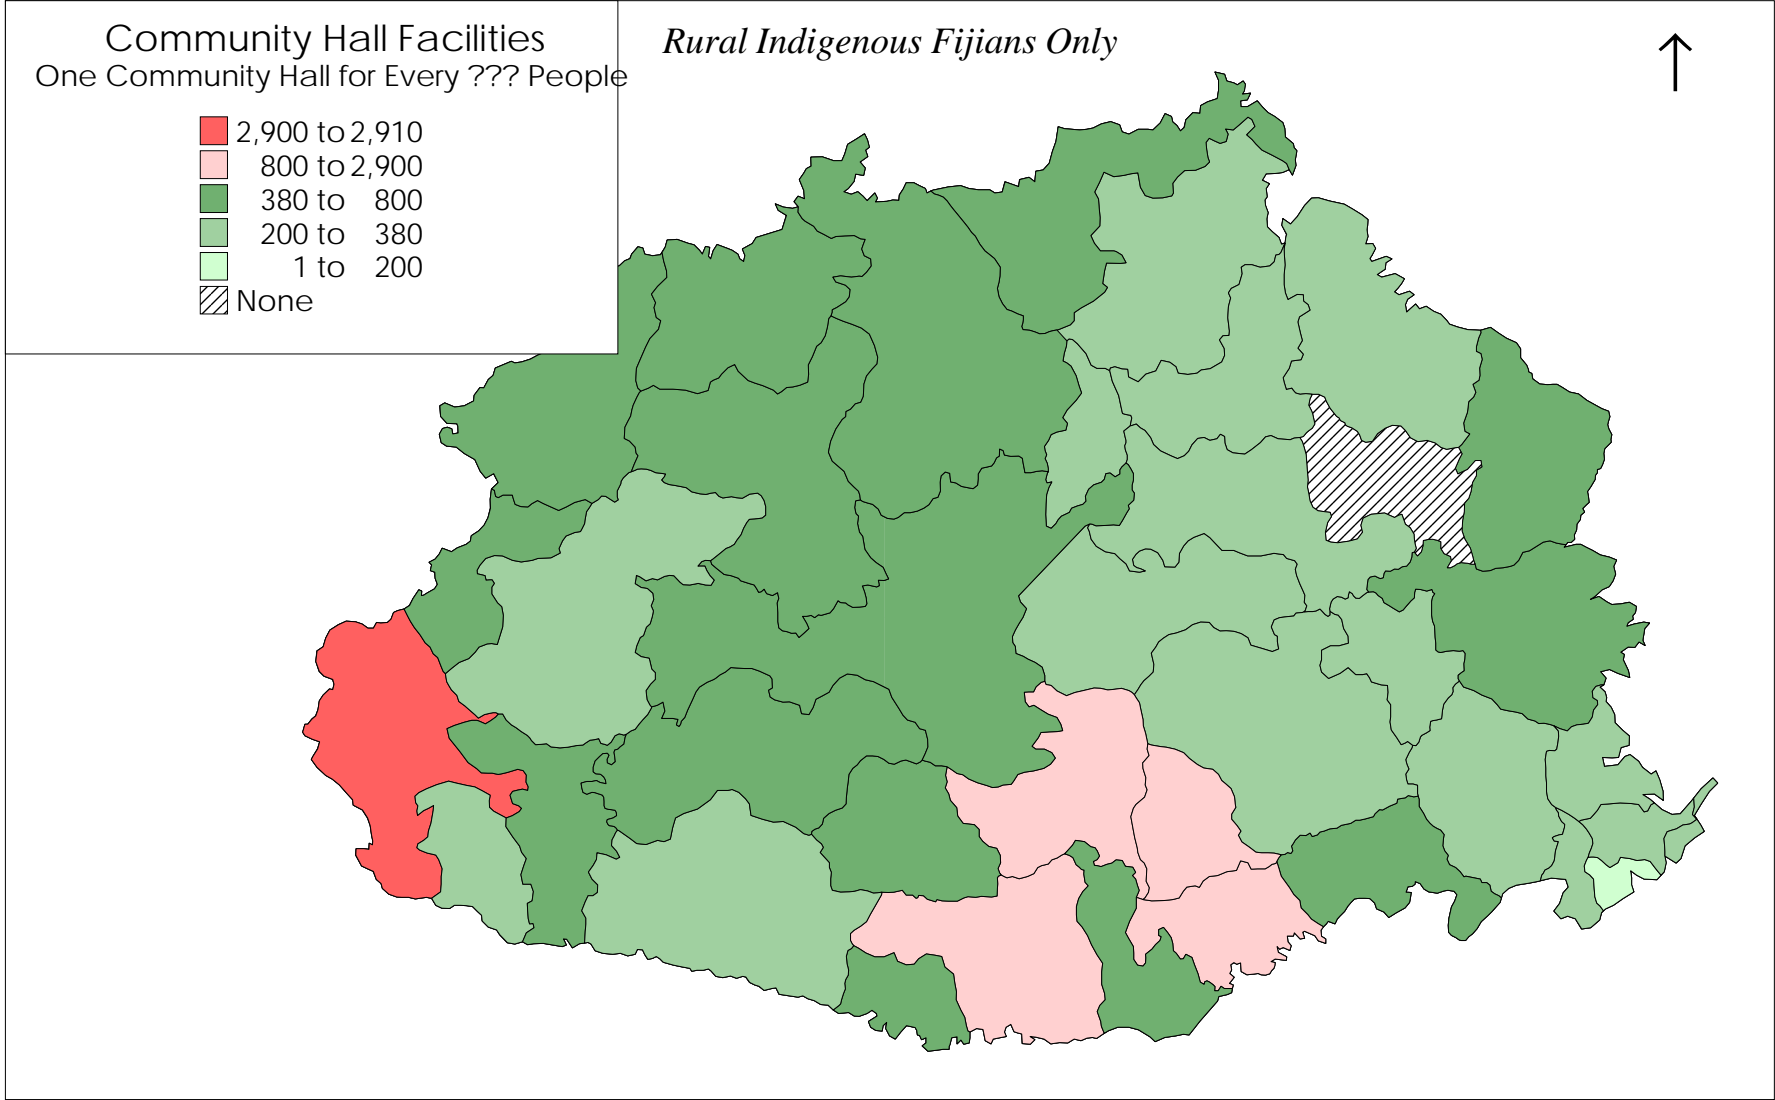 Community Hall Facilities
One Community Hall for Every ??? People
2,900 to 2,910
800 to 2,900
380 to 800
200 to 380
1 to 200
None
Rural Indigenous Fijians Only